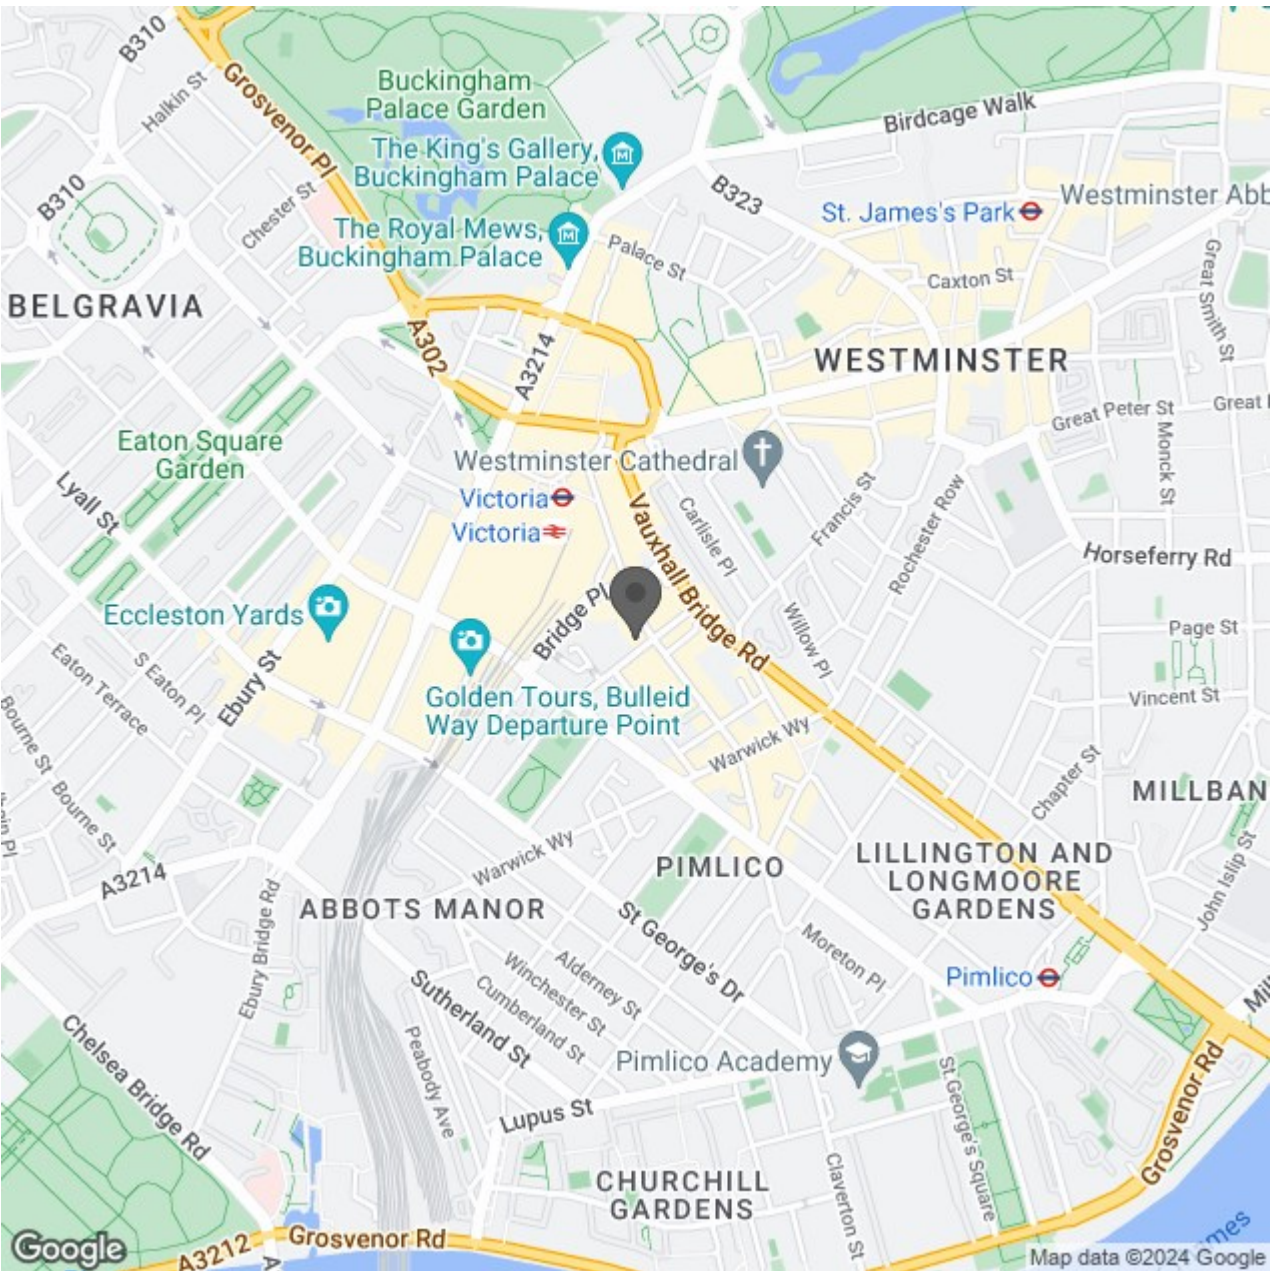 B310
Halkin St
Grosvenor Pl
Buckingham
Palace Garden
Birdcage Walk
The King's Gallery,
Buckingham Palace
B323
B310
Chester St
St. James's Park
Westminster Abb
The Royal Mews,
Buckingham Palace
Palace St
Caxton St
Great Smith St
BELGRAVIA
A302
A3214
WESTMINSTER
Great Peter St
Great
Monck St
Eaton Square
Garden
Westminster Cathedral
Lyall St
Victoria
Victoria
Vauxhall Bridge Rd
Carlisle Pl
Francis St
Rochester Row
Horseferry Rd
Eccleston Yards
Bridge Pl
Willow Pl
Page St
Eaton Terrace
S Eaton Pl
Ebury St
Golden Tours, Bulleid
Way Departure Point
Vincent St
Bourne St
Warwick Wy
Chapter St
MILLBAN
Bourne St
Warwick Wy
PIMLICO
LILLINGTON AND
LONGMOORE
GARDENS
John Islip St
A3214
ABBOTS MANOR
Ebury Bridge Rd
St George's Dr
Moreton Pl
Alderney St
Winchester St
Cumberland St
Pimlico
Sutherland St
Chelsea Bridge Rd
Peabody Ave
Pimlico Academy
St.George's Square
Grosvenor Rd
Lupus St
Claverton St
CHURCHILL
GARDENS
Google
A3212
Grosvenor Rd
Map data ©2024 Google